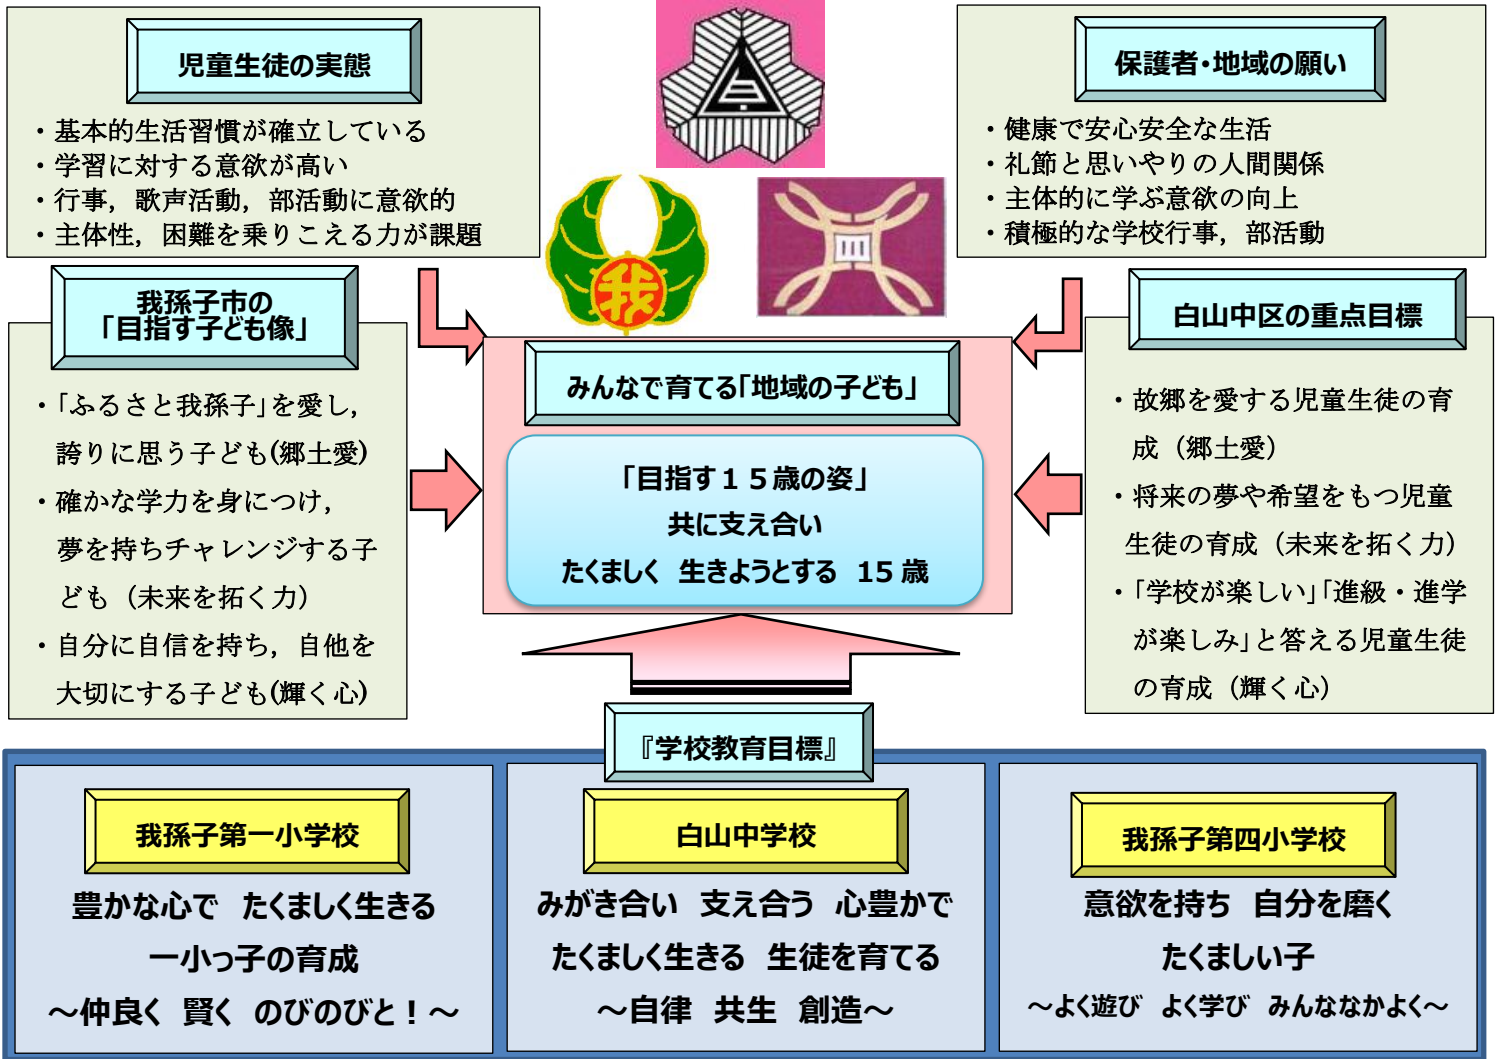 児童生徒の実態
・基本的生活習慣が確立している
・学習に対する意欲が高い
・行事，歌声活動，部活動に意欲的
・主体性，困難を乗りこえる力が課題
保護者・地域の願い
・健康で安心安全な生活
・礼節と思いやりの人間関係
・主体的に学ぶ意欲の向上
・積極的な学校行事，部活動
我
我孫子市の
「目指す子ども像」
・「ふるさと我孫子」を愛し，
誇りに思う子ども(郷土愛)
・確かな学力を身につけ，
夢を持ちチャレンジする子
ども（未来を拓く力）
・自分に自信を持ち，自他を
大切にする子ども(輝く心)
みんなで育てる「地域の子ども」
「目指す１５歳の姿」
共に支え合い
たくましく 生きようとする 15 歳
白山中区の重点目標
・故郷を愛する児童生徒の育
成（郷土愛）
・将来の夢や希望をもつ児童
生徒の育成（未来を拓く力）
・「学校が楽しい」「進級・進学
が楽しみ」と答える児童生徒
の育成（輝く心）
『学校教育目標』
我孫子第一小学校
豊かな心で たくましく生きる
一小っ子の育成
～仲良く 賢く のびのびと！～
白山中学校
みがき合い 支え合う 心豊かで
たくましく生きる 生徒を育てる
～自律 共生 創造～
我孫子第四小学校
意欲を持ち 自分を磨く
たくましい子
～よく遊び よく学び みんななかよく～